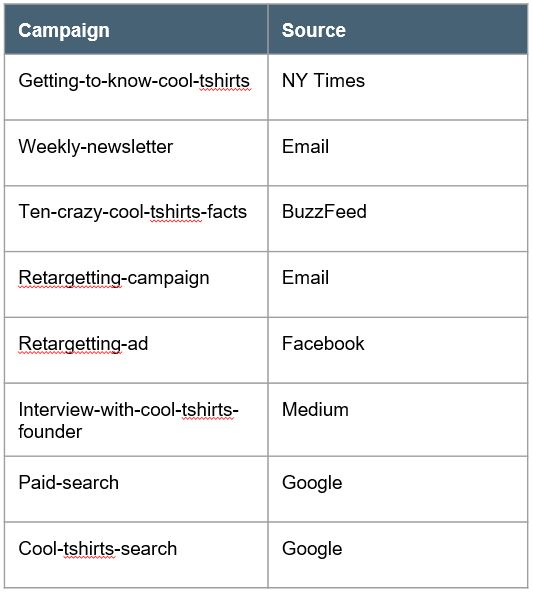 Campaign Source
Getting-to-know-cool-tshirts NY Times
Weekly-newsletter Email
Ten-crazy-cool-tshirts-facts BuzzFeed
Retargetting-campaign Email
Retargetting-ad Facebook
Interview-with-cool-tshirts- Medium
founder
Paid-search Google
Cool-tshirts-search Google